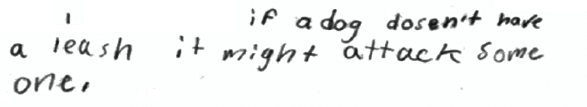 if a dog dosen't have
a leash it might attack some
one.